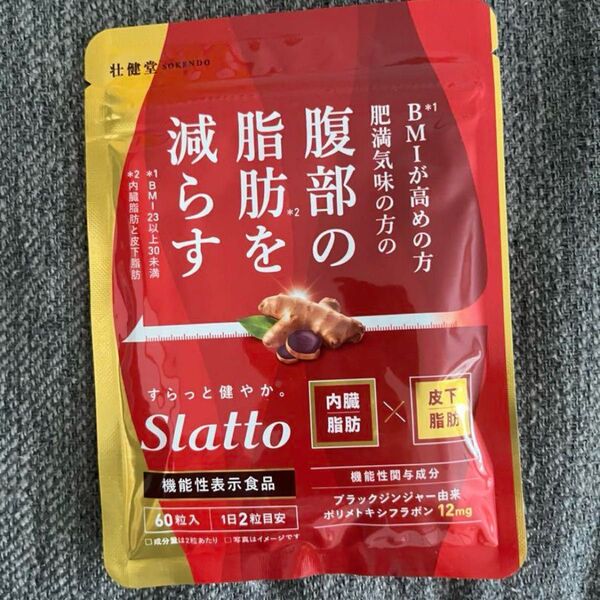 壮健堂 SOKENDO
BMIが高めの方*1
肥満気味の方の
腹部の
脂肪を*2
減らす
*1 BMI23以上30未満
*2 内臓脂肪と皮下脂肪
すらっと健やか。
Slatto
内臓
脂肪
×
皮下
脂肪
機能性表示食品
60粒入
1日2粒目安
□成分量は2粒あたり □写真はイメージです
機能性関与成分
ブラックジンジャー由来
ポリメトキシフラボン 12mg